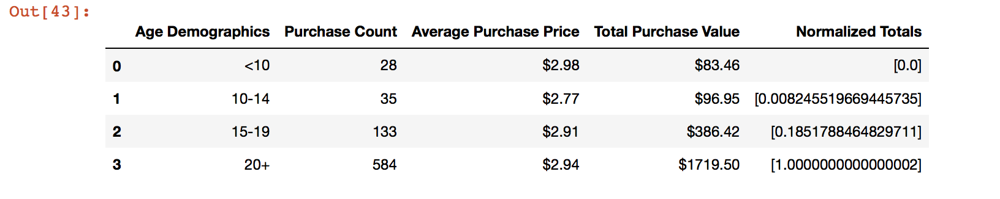 Out[43]:
Age Demographics Purchase Count Average Purchase Price Total Purchase Value Normalized Totals
0 <10 28 $2.98 $83.46 [0.0]
1 10-14 35 $2.77 $96.95 [0.008245519669445735]
2 15-19 133 $2.91 $386.42 [0.1851788464829711]
3 20+ 584 $2.94 $1719.50 [1.0000000000000002]